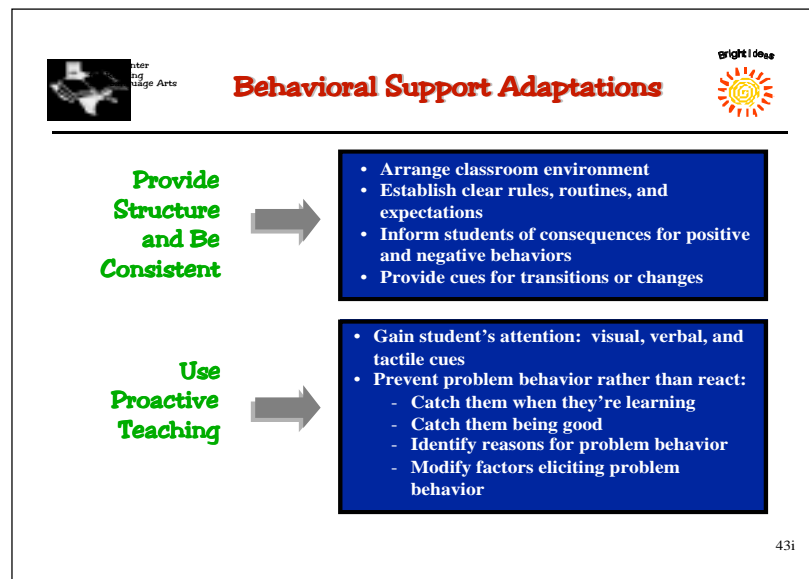 uage Arts
Bright Ideas
Behavioral Support Adaptations
Provide
Structure
and Be
Consistent
• Arrange classroom environment
• Establish clear rules, routines, and
expectations
• Inform students of consequences for positive
and negative behaviors
• Provide cues for transitions or changes
Use
Proactive
Teaching
• Gain student’s attention: visual, verbal, and
tactile cues
• Prevent problem behavior rather than react:
- Catch them when they’re learning
- Catch them being good
- Identify reasons for problem behavior
- Modify factors eliciting problem
behavior
43i